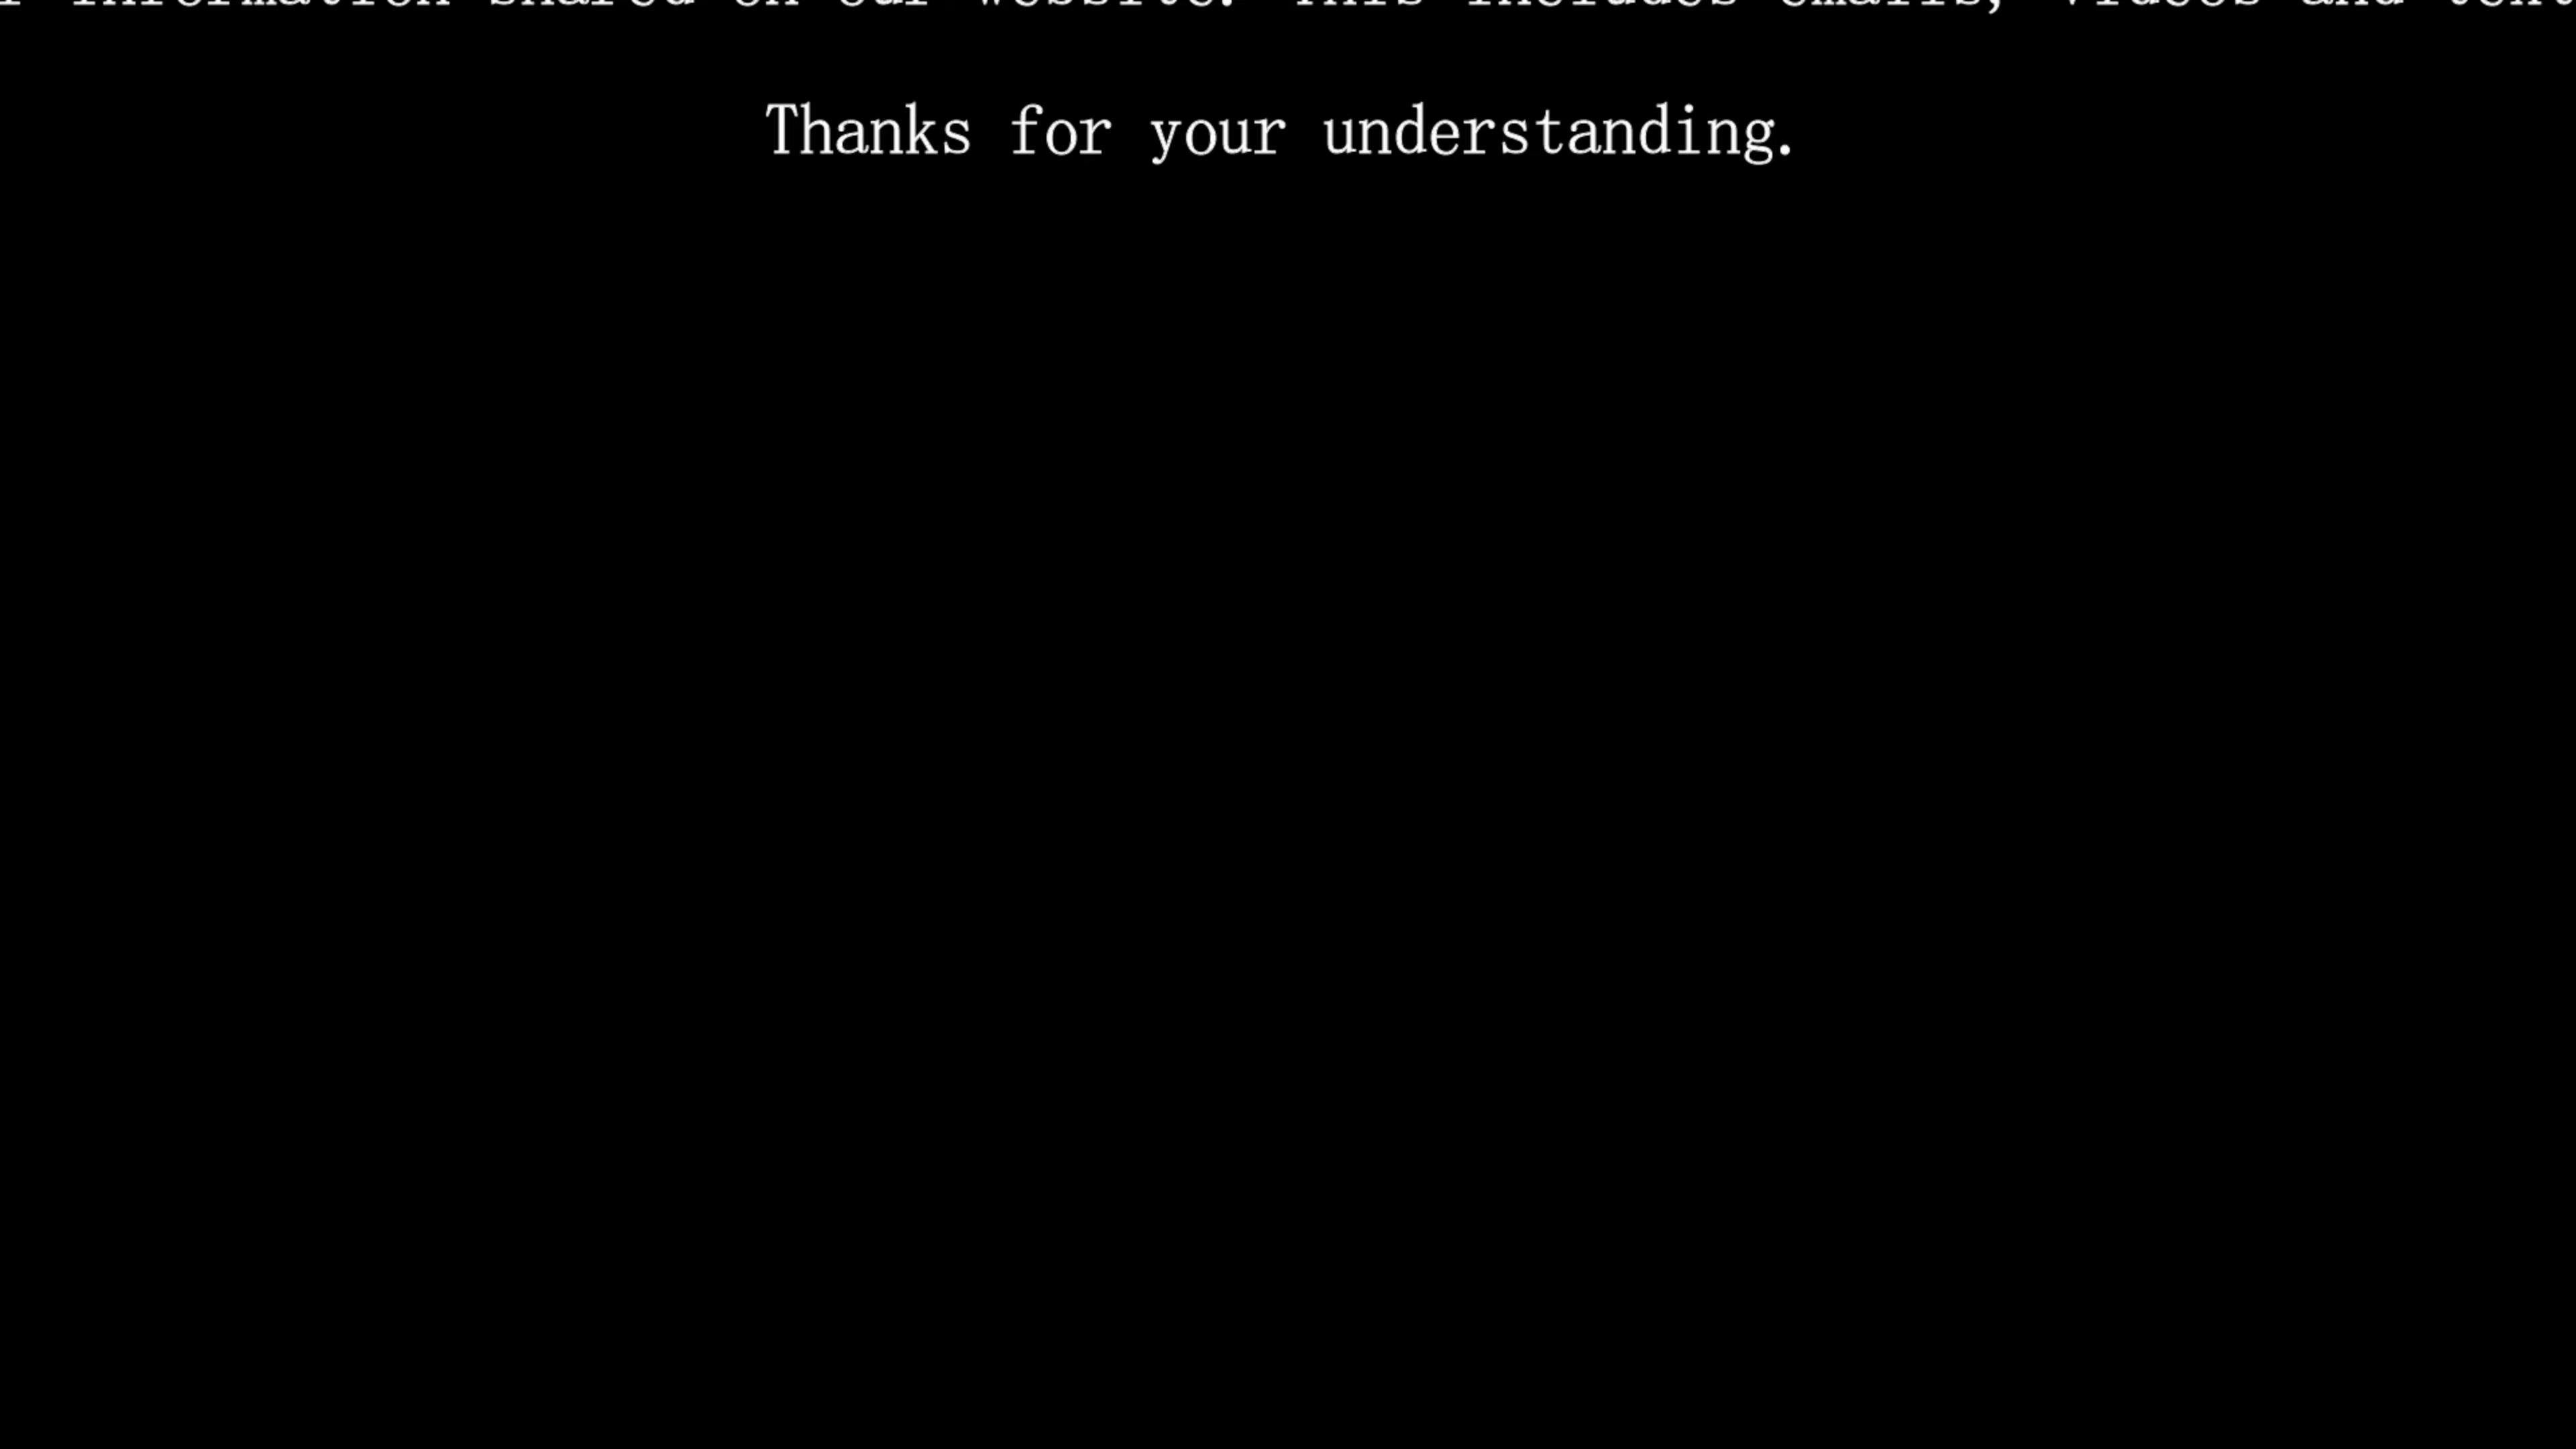 information shared on our website. This includes emails, videos and
Thanks for your understanding.